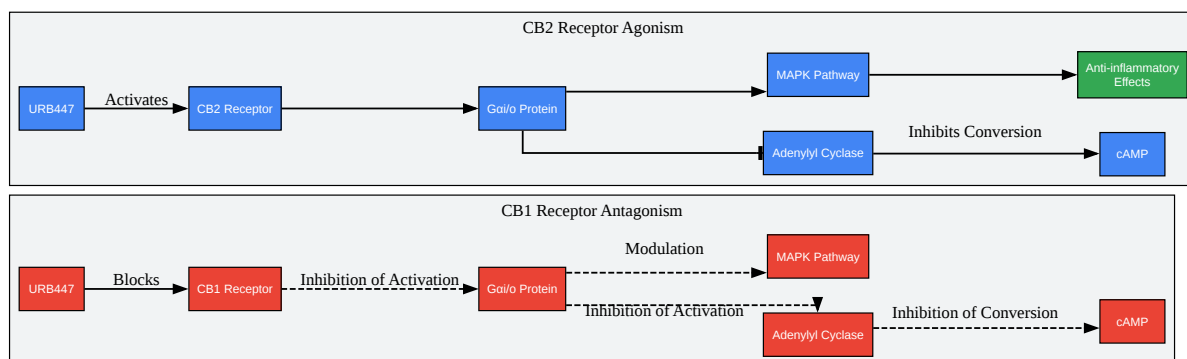 CB2 Receptor Agonism
MAPK Pathway
Anti-inflammatory
Effects
URB447
Activates
CB2 Receptor
Gαi/o Protein
Adenylyl Cyclase
Inhibits Conversion
cAMP
CB1 Receptor Antagonism
Modulation
MAPK Pathway
URB447
Blocks
CB1 Receptor
Inhibition of Activation
Gαi/o Protein
Inhibition of Activation
Adenylyl Cyclase
Inhibition of Conversion
cAMP